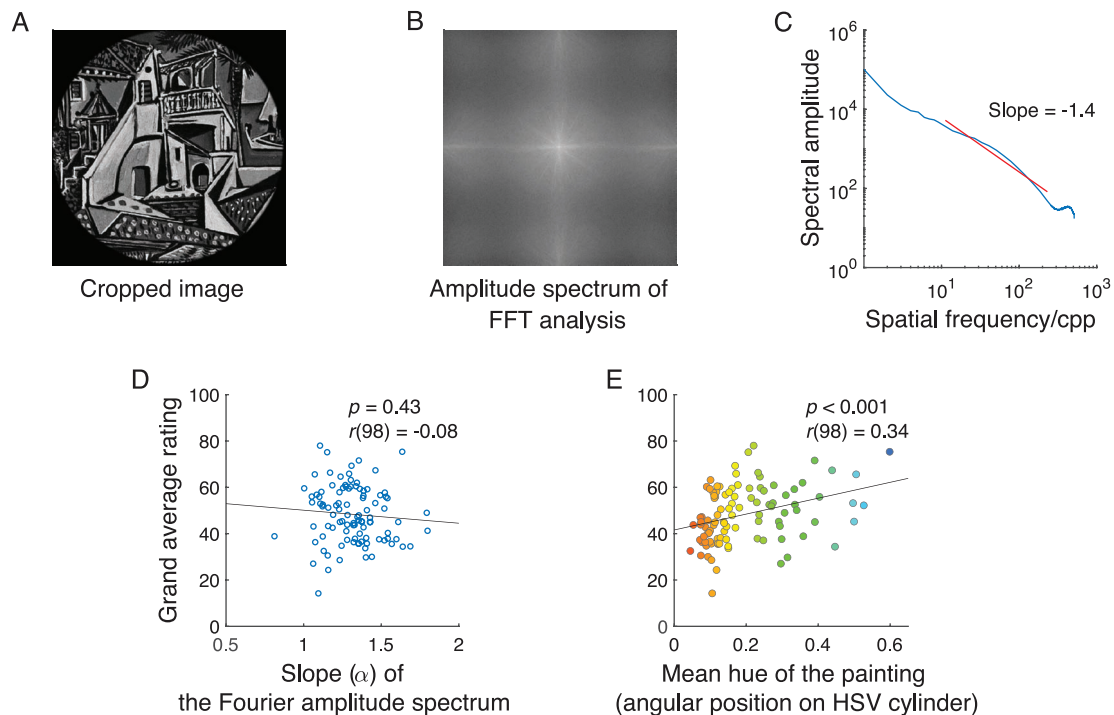 A
Cropped image
B
Amplitude spectrum of
FFT analysis
C
Spectral amplitude
10^6
10^4
10^2
10^0
Slope = -1.4
10^1
10^2
10^3
Spatial frequency/cpp
D
Grand average rating
100
80
60
40
20
0
p = 0.43
r(98) = -0.08
0.5
1
1.5
2
Slope (α) of
the Fourier amplitude spectrum
E
100
80
60
40
20
0
p < 0.001
r(98) = 0.34
0
0.2
0.4
0.6
Mean hue of the painting
(angular position on HSV cylinder)